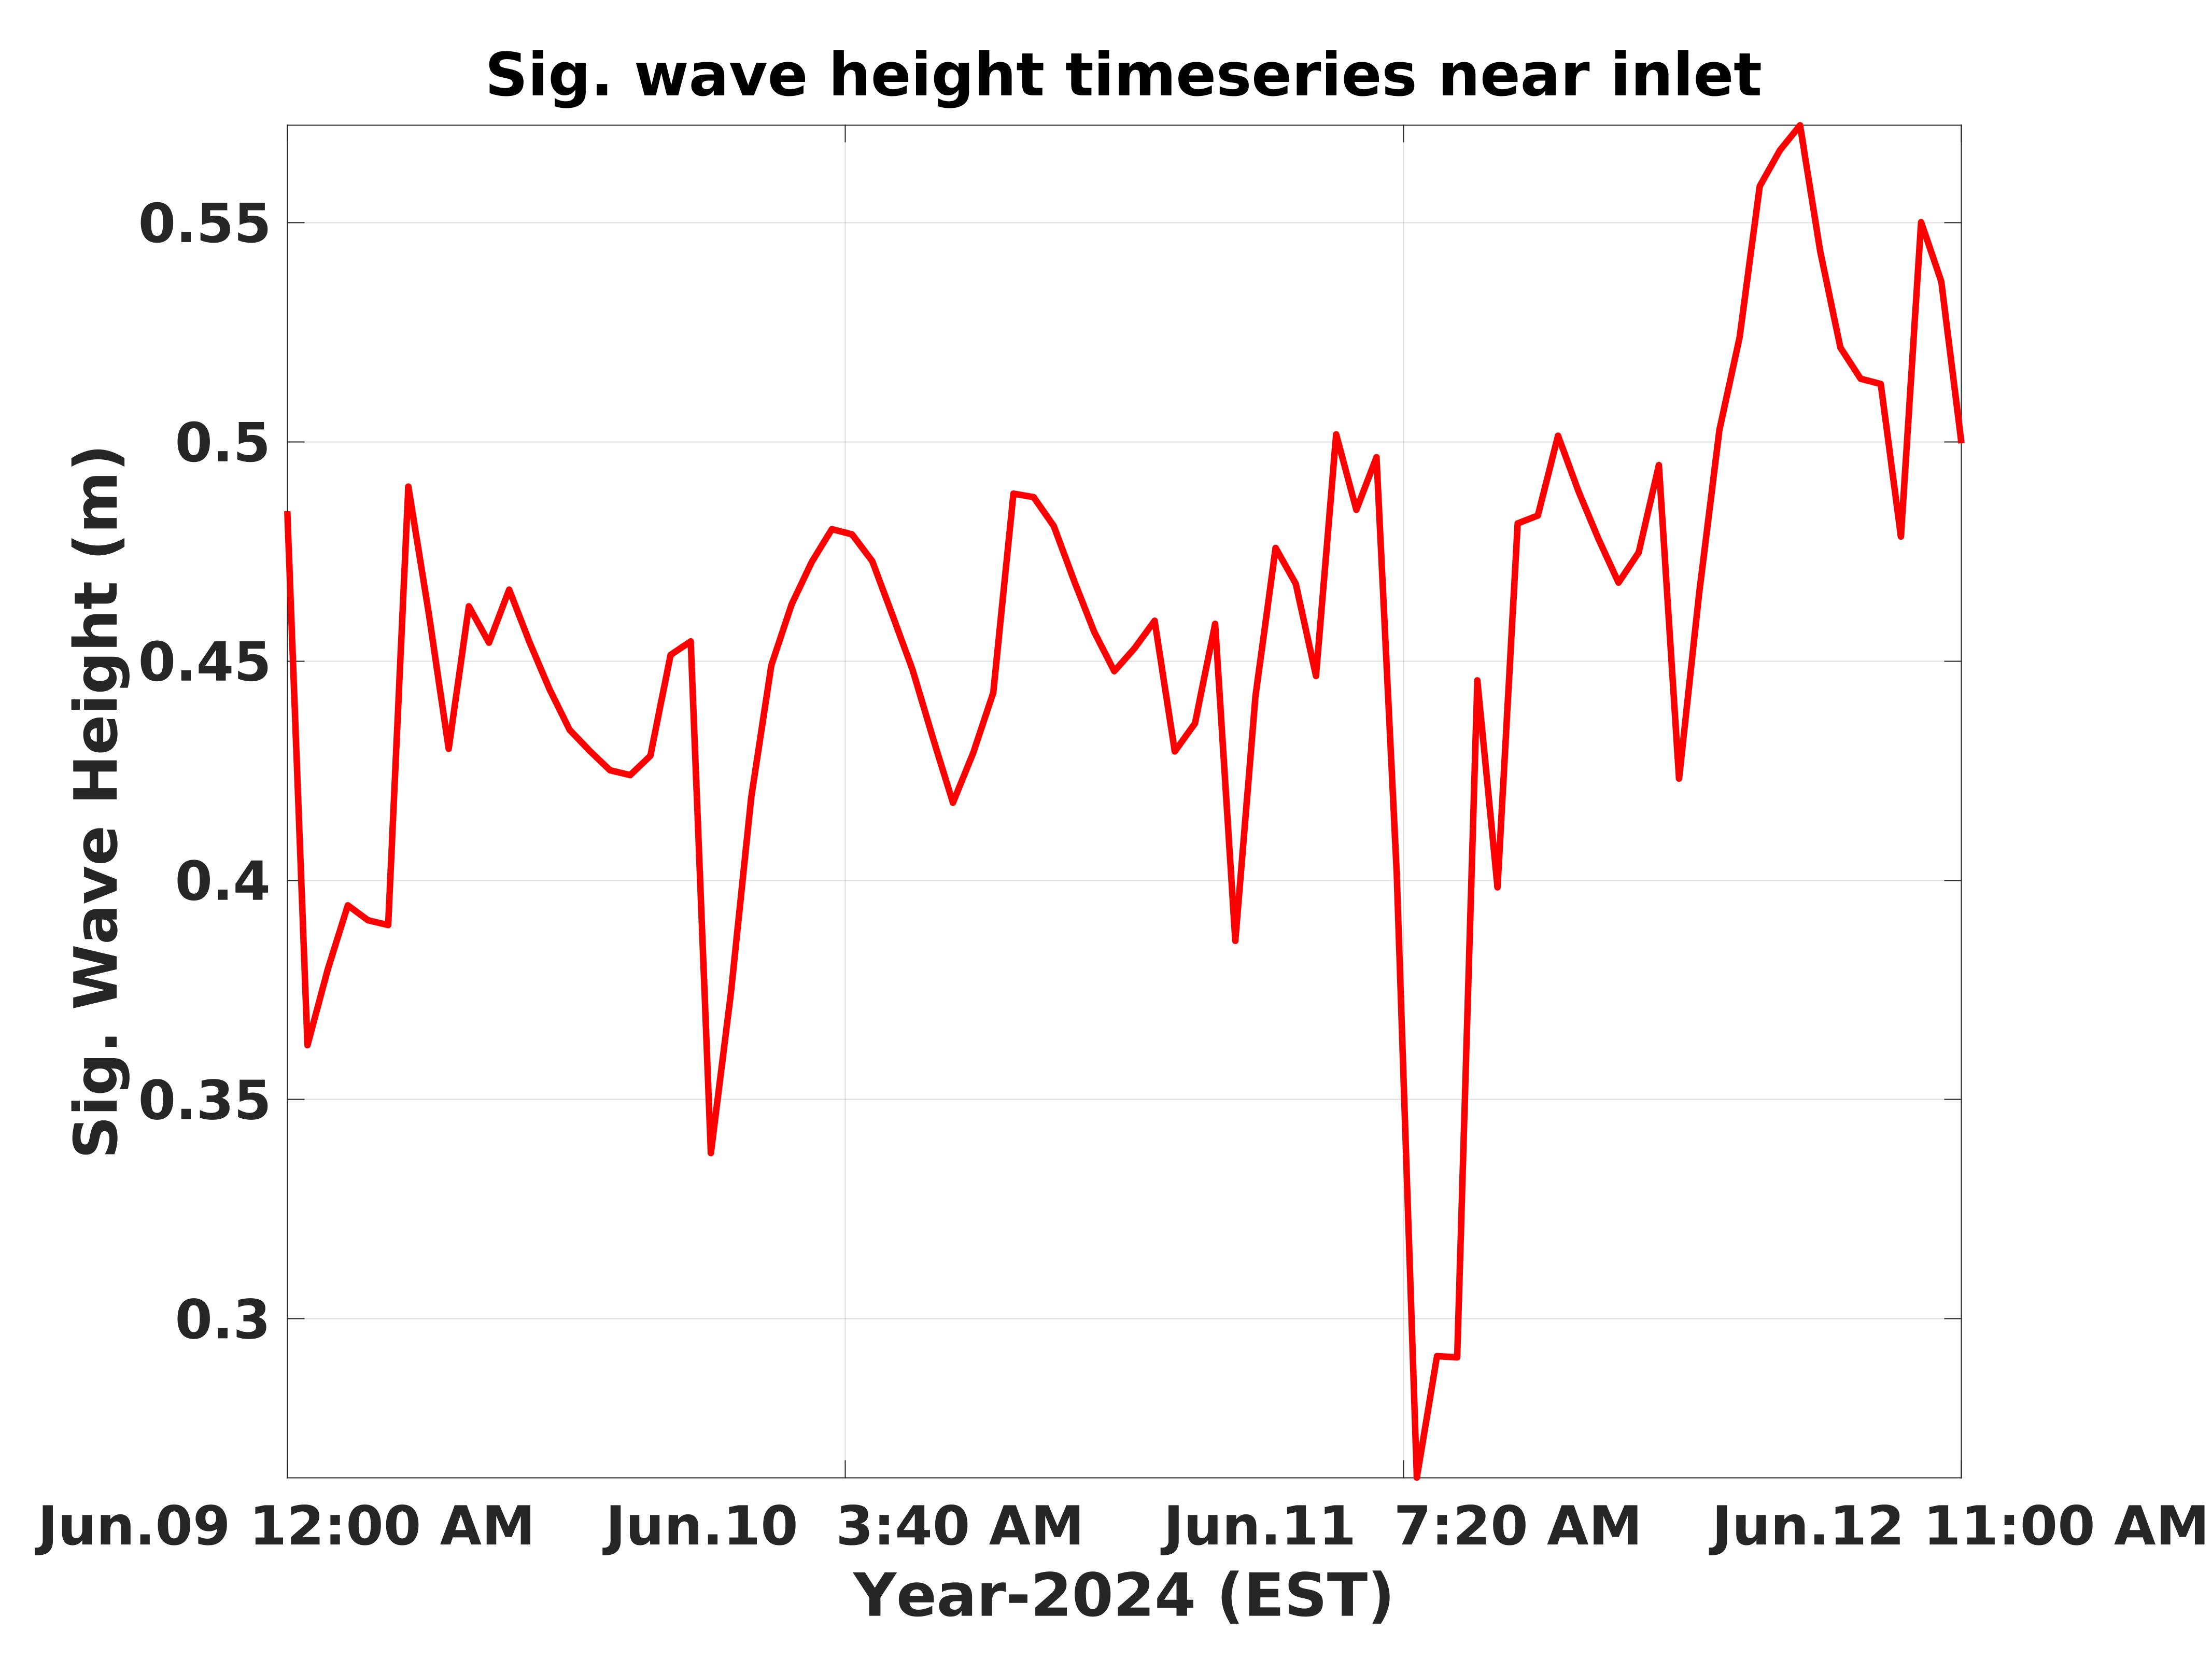 Sig. wave height timeseries near inlet
Sig. Wave Height (m)
0.55
0.5
0.45
0.4
0.35
0.3
Jun.09 12:00 AM Jun.10 3:40 AM Jun.11 7:20 AM Jun.12 11:00 AM
Year-2024 (EST)